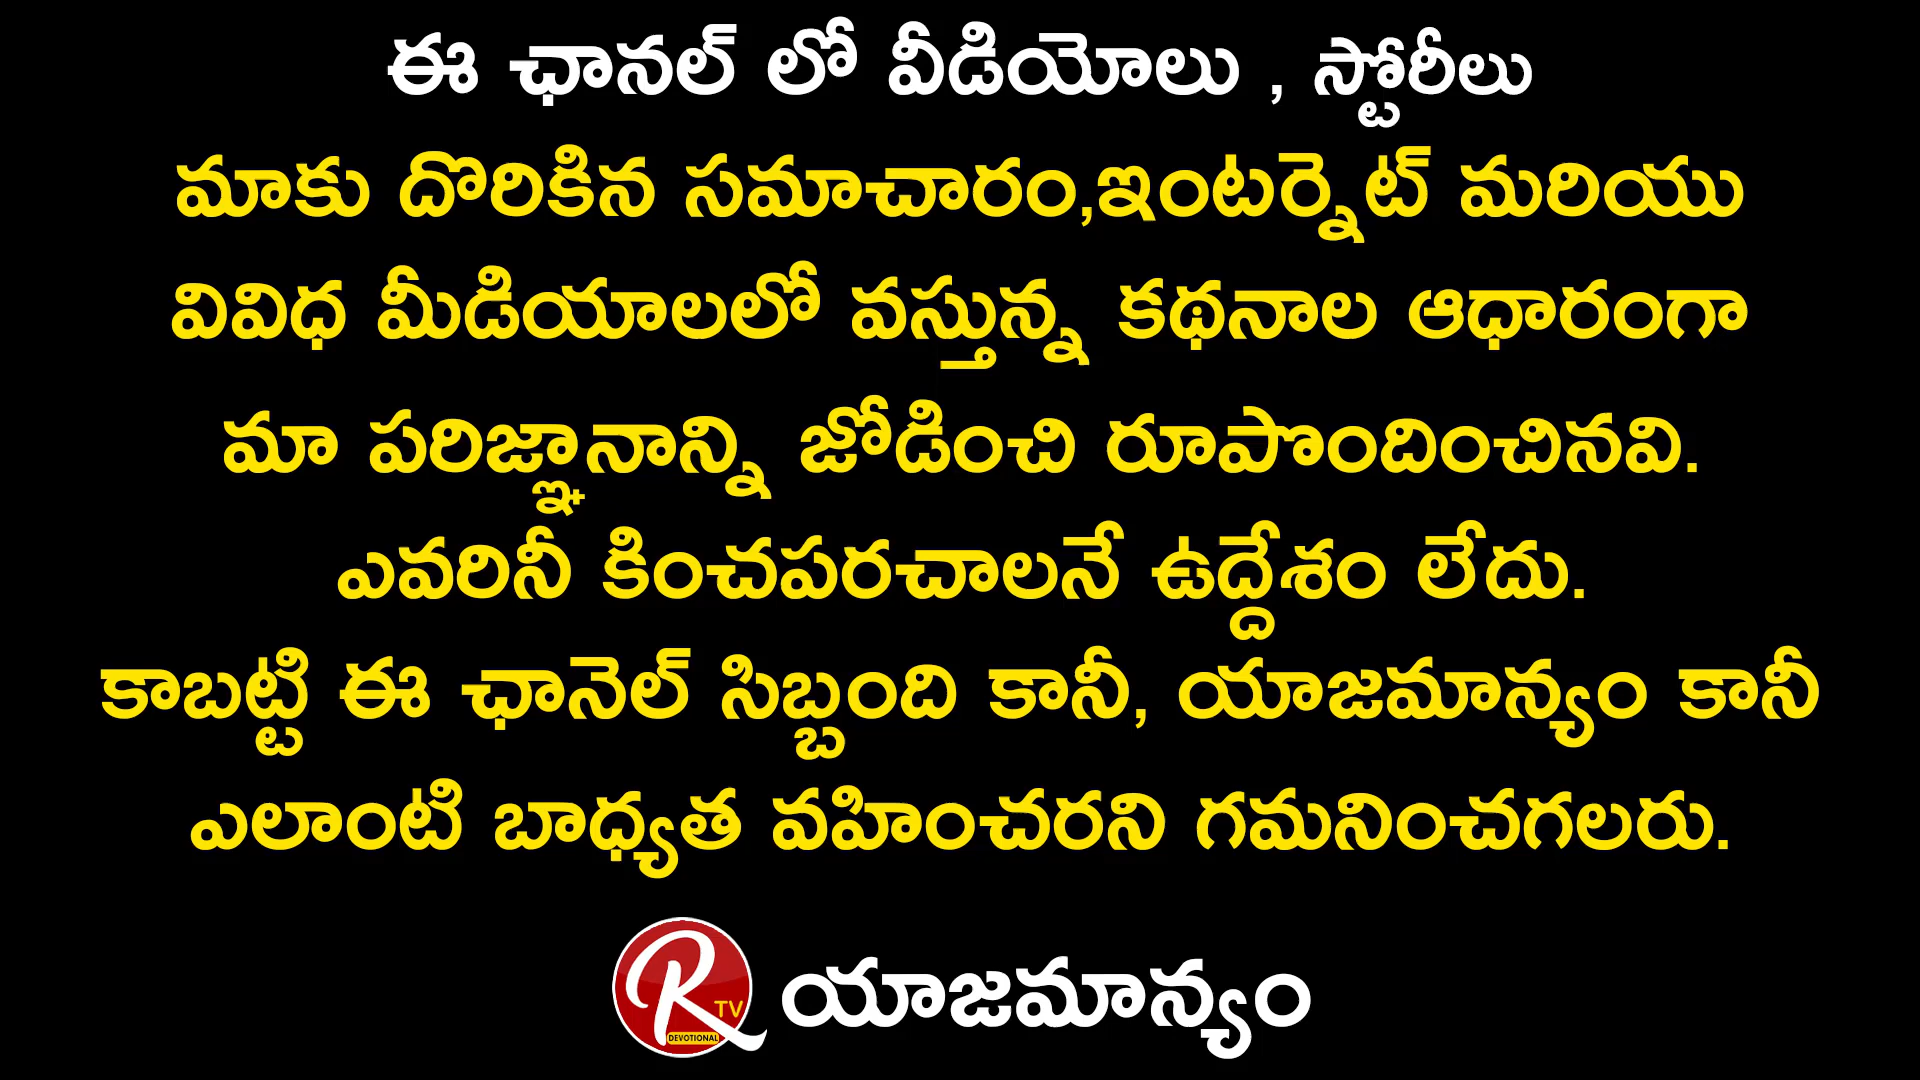 ఈ ఛానల్ లో వీడియోలు , స్టోరీలు
మాకు దొరికిన సమాచారం,ఇంటర్నెట్ మరియు
వివిధ మీడియాలలో వస్తున్న కథనాల ఆధారంగా
మా పరిజ్ఞానాన్ని జోడించి రూపొందించినవి.
ఎవరినీ కించపరచాలనే ఉద్దేశం లేదు.
కాబట్టి ఈ ఛానెల్ సిబ్బంది కానీ, యాజమాన్యం కానీ
ఎలాంటి బాధ్యత వహించరని గమనించగలరు.
R TV DEVOTIONAL యాజమాన్యం